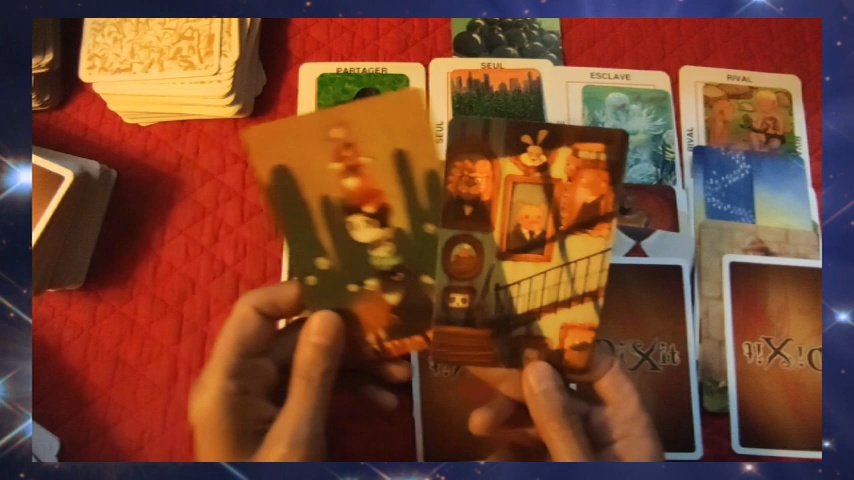 PARTAGER
SEUL
SEUL
ESCLAVE
RIVAL
RIVAL
DiXit
DiXit